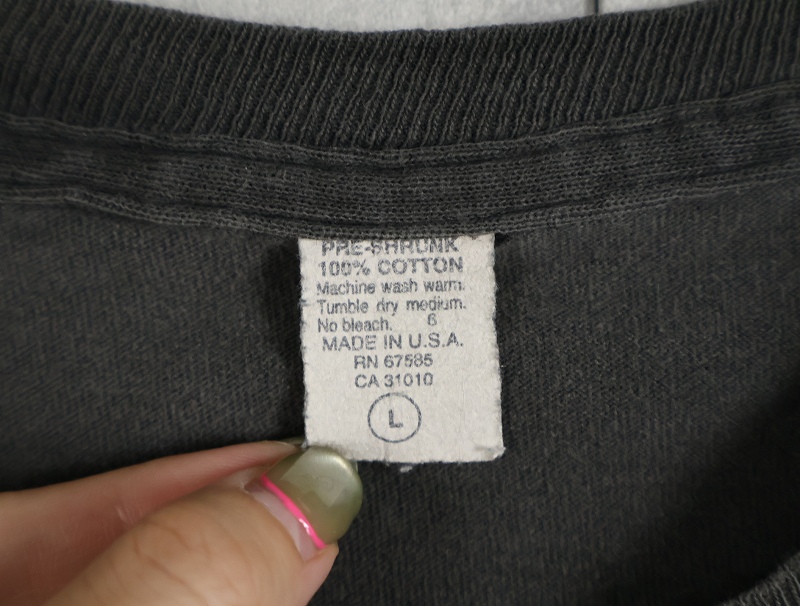 PRE-SHRUNK
100% COTTON
Machine wash warm.
Tumble dry medium.
No bleach. 6
MADE IN U.S.A.
RN 67585
CA 31010
L